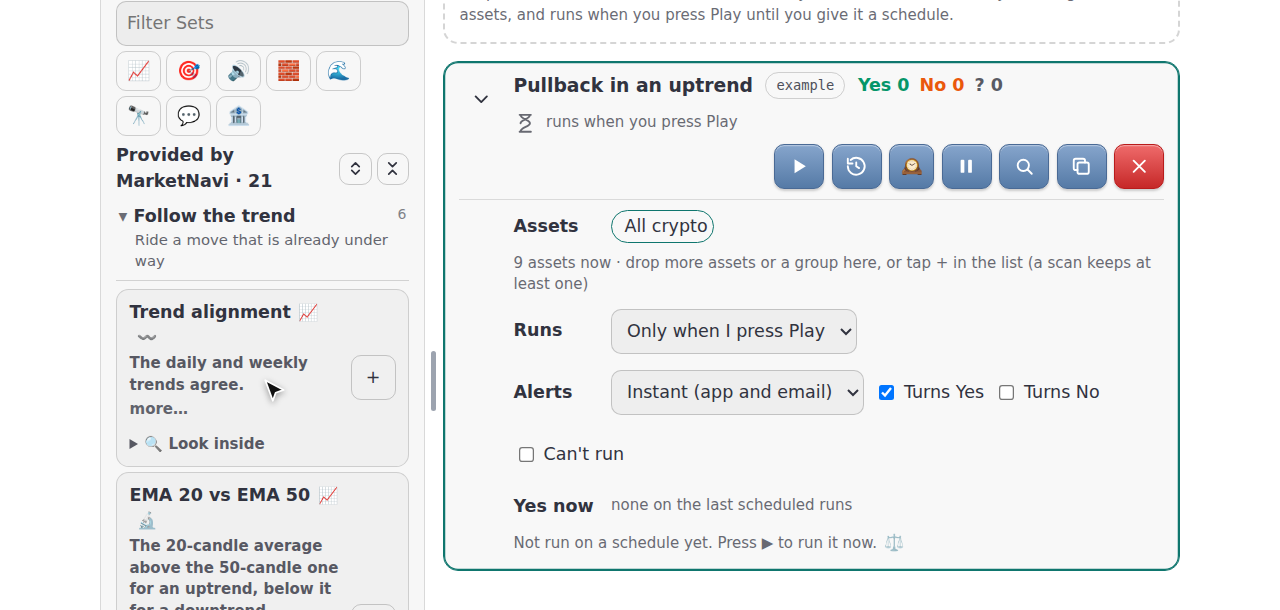 assets, and runs when you press Play until you give it a schedule.
Filter Sets
Provided by
MarketNavi · 21
▼ Follow the trend 6
Ride a move that is already under
way
Trend alignment
The daily and weekly
trends agree.
more...
+
▶ Look inside
EMA 20 vs EMA 50
The 20-candle average
above the 50-candle one
for an uptrend, below it
for a downtrend
Pullback in an uptrend example Yes 0 No 0 ? 0
runs when you press Play
Assets All crypto
9 assets now · drop more assets or a group here, or tap + in the list (a scan keeps at
least one)
Runs Only when I press Play
Alerts Instant (app and email) Turns Yes Turns No
Can't run
Yes now none on the last scheduled runs
Not run on a schedule yet. Press ▶ to run it now.